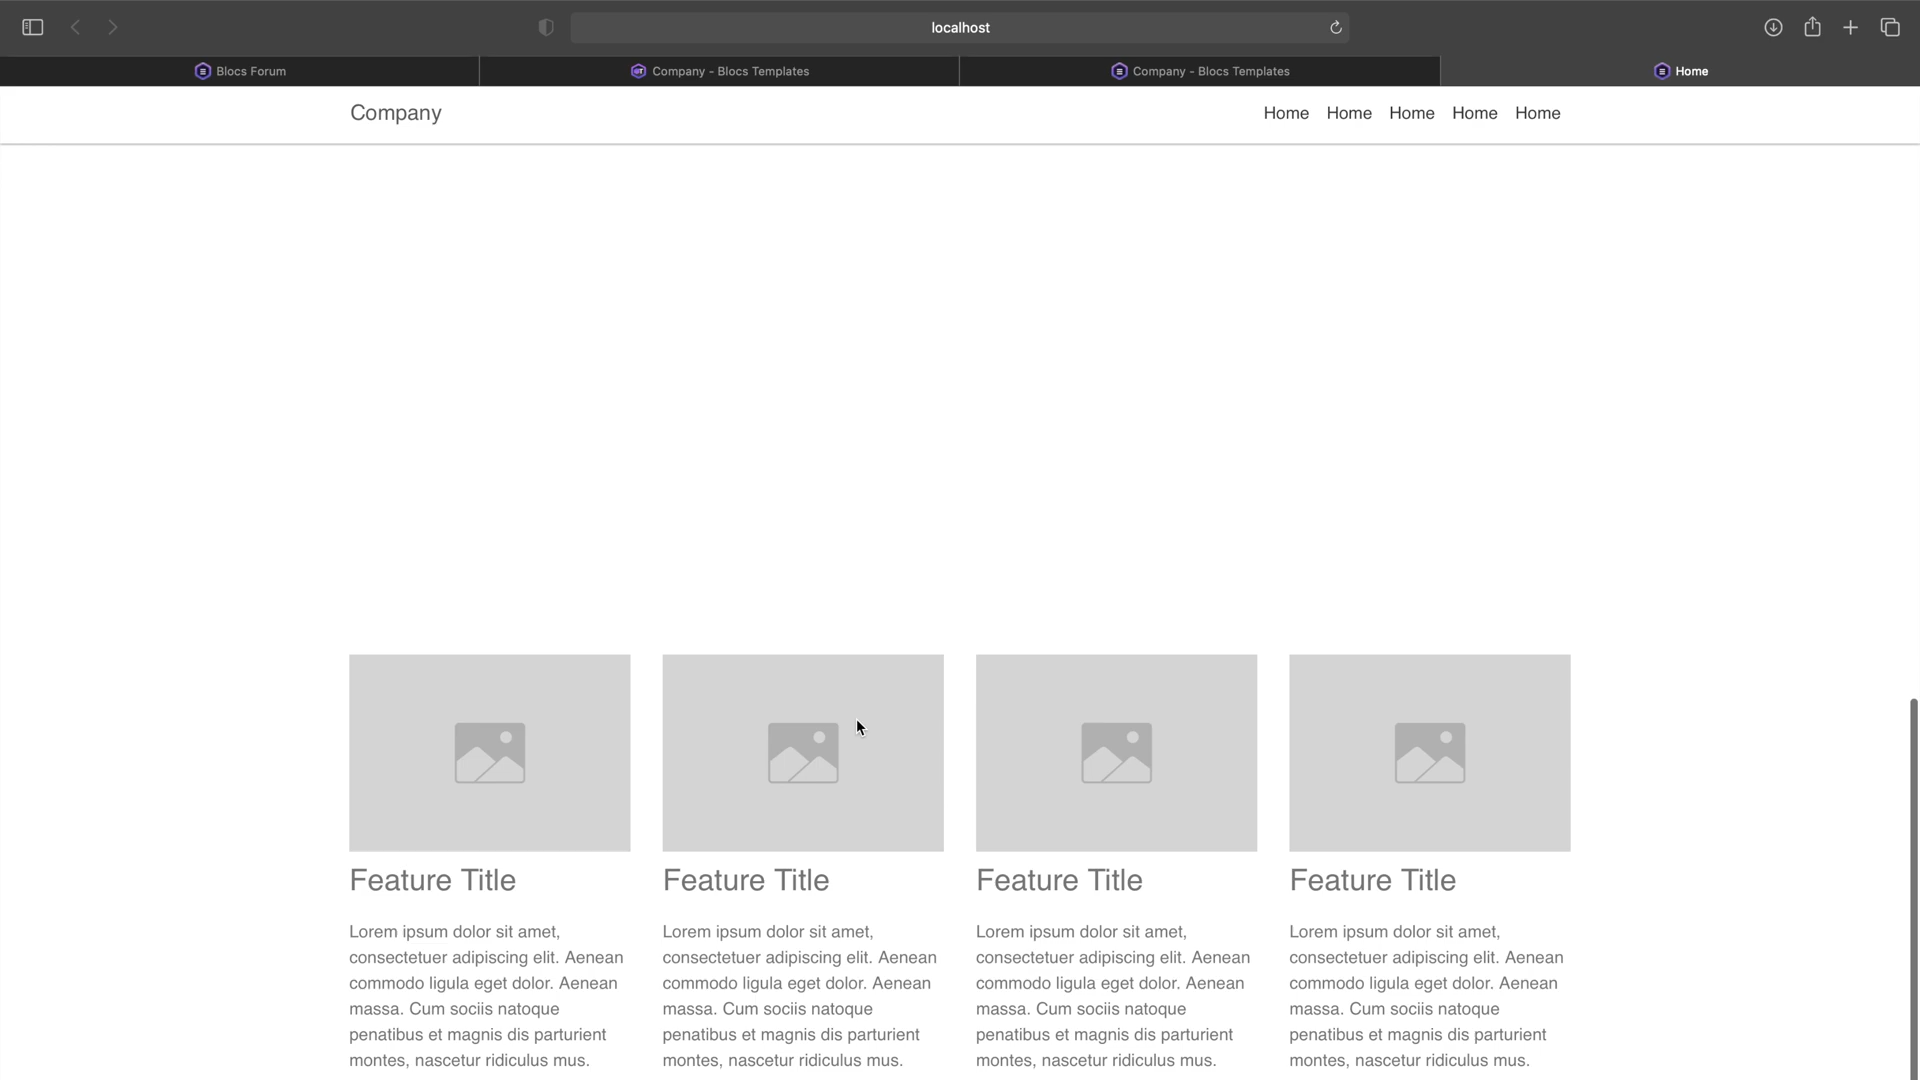 localhost
Blocs Forum
Company - Blocs Templates
Company - Blocs Templates
Home
Company
Home Home Home Home Home
Feature Title
Lorem ipsum dolor sit amet,
consectetuer adipiscing elit. Aenean
commodo ligula eget dolor. Aenean
massa. Cum sociis natoque
penatibus et magnis dis parturient
montes, nascetur ridiculus mus.
Feature Title
Lorem ipsum dolor sit amet,
consectetuer adipiscing elit. Aenean
commodo ligula eget dolor. Aenean
massa. Cum sociis natoque
penatibus et magnis dis parturient
montes, nascetur ridiculus mus.
Feature Title
Lorem ipsum dolor sit amet,
consectetuer adipiscing elit. Aenean
commodo ligula eget dolor. Aenean
massa. Cum sociis natoque
penatibus et magnis dis parturient
montes, nascetur ridiculus mus.
Feature Title
Lorem ipsum dolor sit amet,
consectetuer adipiscing elit. Aenean
commodo ligula eget dolor. Aenean
massa. Cum sociis natoque
penatibus et magnis dis parturient
montes, nascetur ridiculus mus.